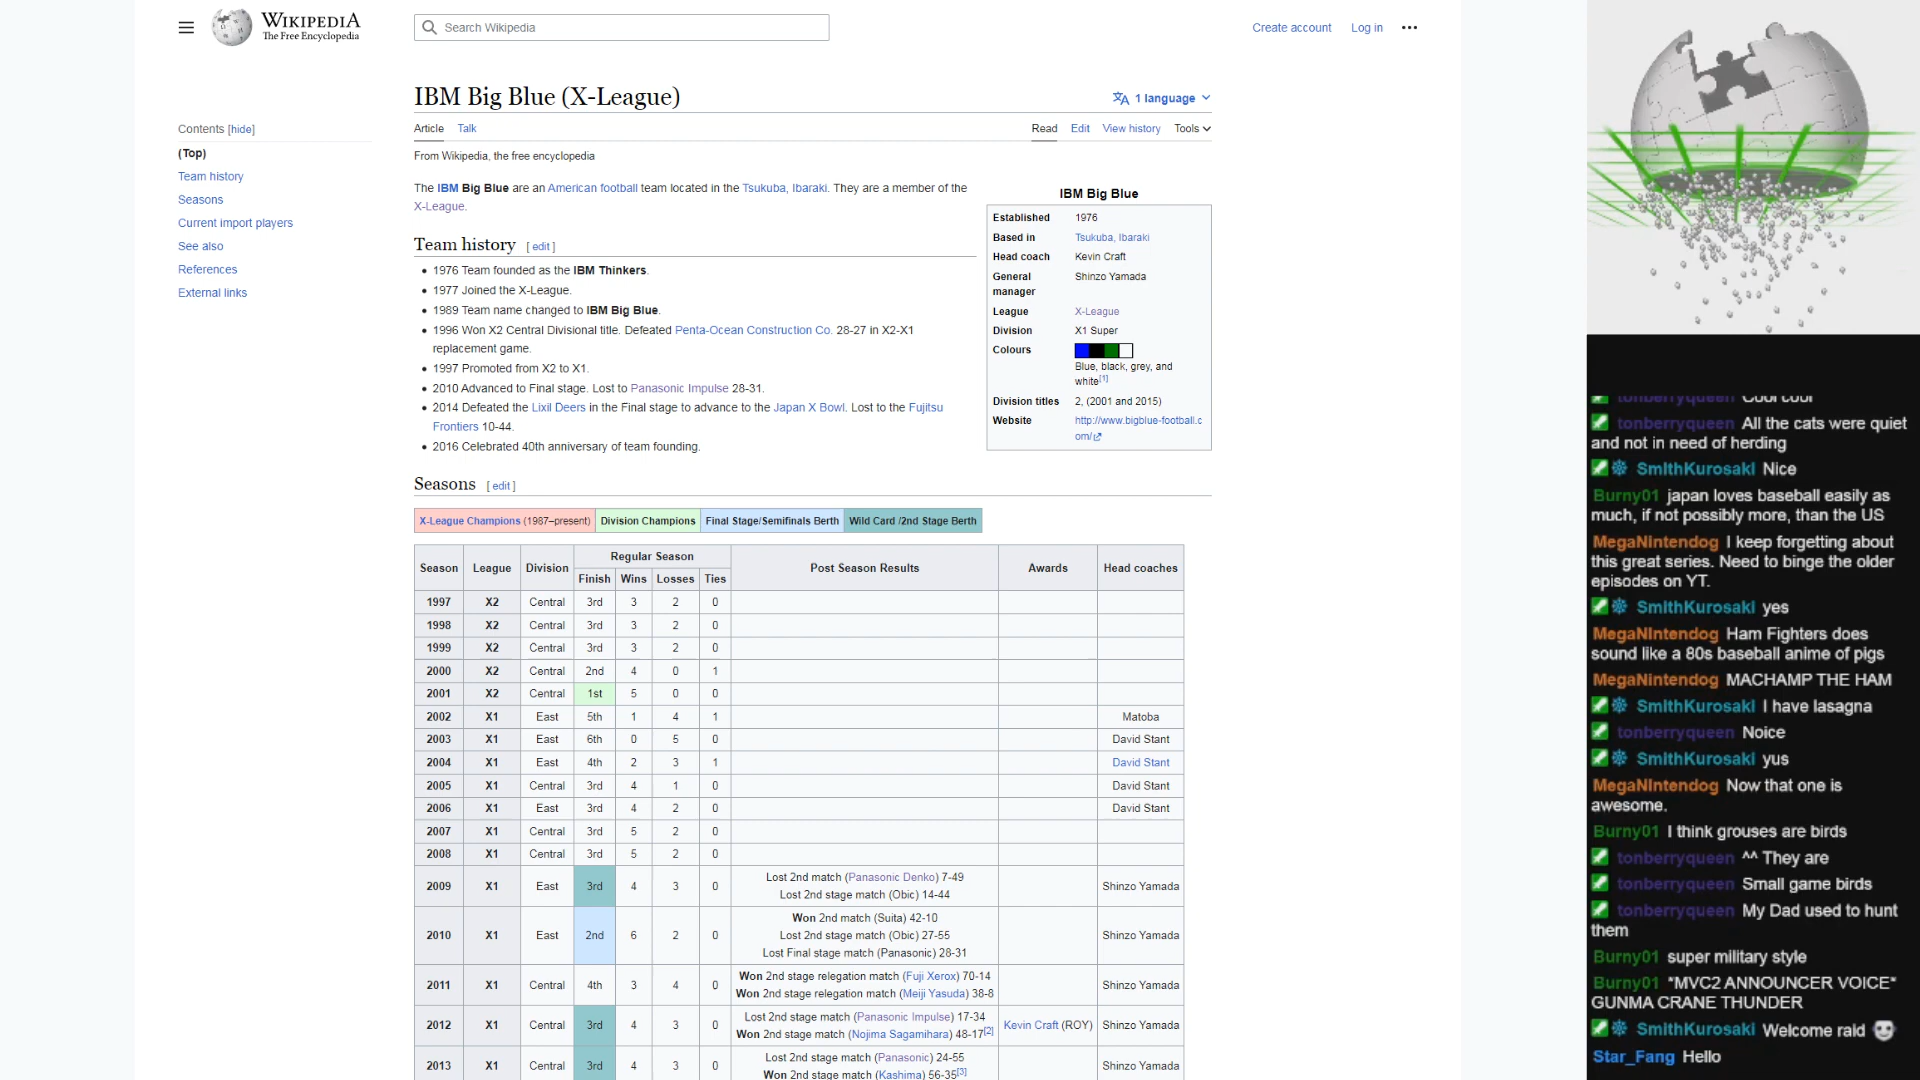 WIKIPEDIA
The Free Encyclopedia
Search Wikipedia
Create account
Log in
IBM Big Blue (X-League)
1 language
Article
Talk
Read
Edit
View history
Tools
From Wikipedia, the free encyclopedia
Contents [hide]
(Top)
Team history
Seasons
Current import players
See also
References
External links
The IBM Big Blue are an American football team located in the Tsukuba, Ibaraki. They are a member of the
X-League.
Team history [ edit ]
1976 Team founded as the IBM Thinkers.
1977 Joined the X-League.
1989 Team name changed to IBM Big Blue.
1996 Won X2 Central Divisional title. Defeated Penta-Ocean Construction Co. 28-27 in X2-X1
replacement game.
1997 Promoted from X2 to X1.
2010 Advanced to Final stage. Lost to Panasonic Impulse 28-31.
2014 Defeated the Lixil Deers in the Final stage to advance to the Japan X Bowl. Lost to the Fujitsu
Frontiers 10-44.
2016 Celebrated 40th anniversary of team founding.
IBM Big Blue
Established 1976
Based in Tsukuba, Ibaraki
Head coach Kevin Craft
General Shinzo Yamada
manager
League X-League
Division X1 Super
Colours
Blue, black, grey, and
white[1]
Division titles 2, (2001 and 2015)
Website http://www.bigblue-football.c
om/
Seasons [ edit ]
X-League Champions (1987–present) Division Champions Final Stage/Semifinals Berth Wild Card /2nd Stage Berth
Season League Division Regular Season Post Season Results Awards Head coaches
Finish Wins Losses Ties
1997 X2 Central 3rd 3 2 0
1998 X2 Central 3rd 3 2 0
1999 X2 Central 3rd 3 2 0
2000 X2 Central 2nd 4 0 1
2001 X2 Central 1st 5 0 0
2002 X1 East 5th 1 4 1 Matoba
2003 X1 East 6th 0 5 0 David Stant
2004 X1 East 4th 2 3 1 David Stant
2005 X1 Central 3rd 4 1 0 David Stant
2006 X1 East 3rd 4 2 0 David Stant
2007 X1 Central 3rd 5 2 0
2008 X1 Central 3rd 5 2 0
2009 X1 East 3rd 4 3 0 Lost 2nd match (Panasonic Denko) 7-49
Lost 2nd stage match (Obic) 14-44 Shinzo Yamada
2010 X1 East 2nd 6 2 0 Won 2nd match (Suita) 42-10
Lost 2nd stage match (Obic) 27-55
Lost Final stage match (Panasonic) 28-31 Shinzo Yamada
2011 X1 Central 4th 3 4 0 Won 2nd stage relegation match (Fuji Xerox) 70-14
Won 2nd stage relegation match (Meiji Yasuda) 38-8 Shinzo Yamada
2012 X1 Central 3rd 4 3 0 Lost 2nd stage match (Panasonic Impulse) 17-34
Won 2nd stage match (Nojima Sagamihara) 48-17[2] Kevin Craft (ROY) Shinzo Yamada
2013 X1 Central 3rd 4 3 0 Lost 2nd stage match (Panasonic) 24-55
Won 2nd stage match (Kashima) 56-35[3] Shinzo Yamada
tonberryqueen Cool cool
tonberryqueen All the cats were quiet
and not in need of herding
SmithKurosaki Nice
Burny01 japan loves baseball easily as
much, if not possibly more, than the US
MegaNintendog I keep forgetting about
this great series. Need to binge the older
episodes on YT.
SmithKurosaki yes
MegaNintendog Ham Fighters does
sound like a 80s baseball anime of pigs
MegaNintendog MACHAMP THE HAM
SmithKurosaki I have lasagna
tonberryqueen Noice
SmithKurosaki yus
MegaNintendog Now that one is
awesome.
Burny01 I think grouses are birds
tonberryqueen ^^ They are
tonberryqueen Small game birds
tonberryqueen My Dad used to hunt
them
Burny01 super military style
Burny01 *MVC2 ANNOUNCER VOICE*
GUNMA CRANE THUNDER
SmithKurosaki Welcome raid
Star_Fang Hello